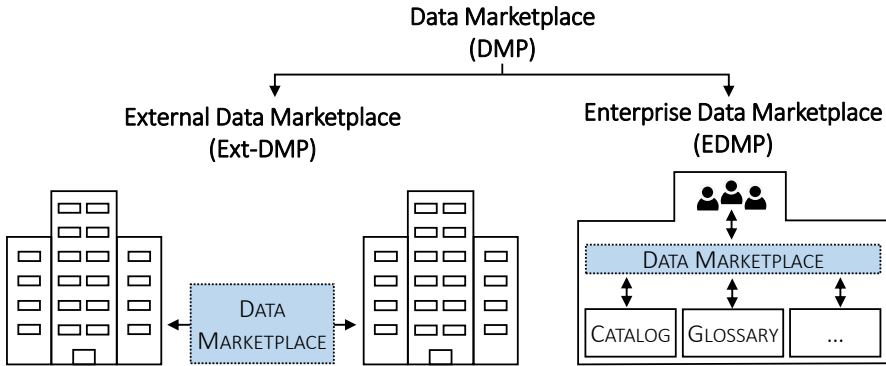 Data Marketplace
(DMP)
External Data Marketplace
(Ext-DMP)
Enterprise Data Marketplace
(EDMP)
DATA
MARKETPLACE
DATA MARKETPLACE
CATALOG
GLOSSARY
...